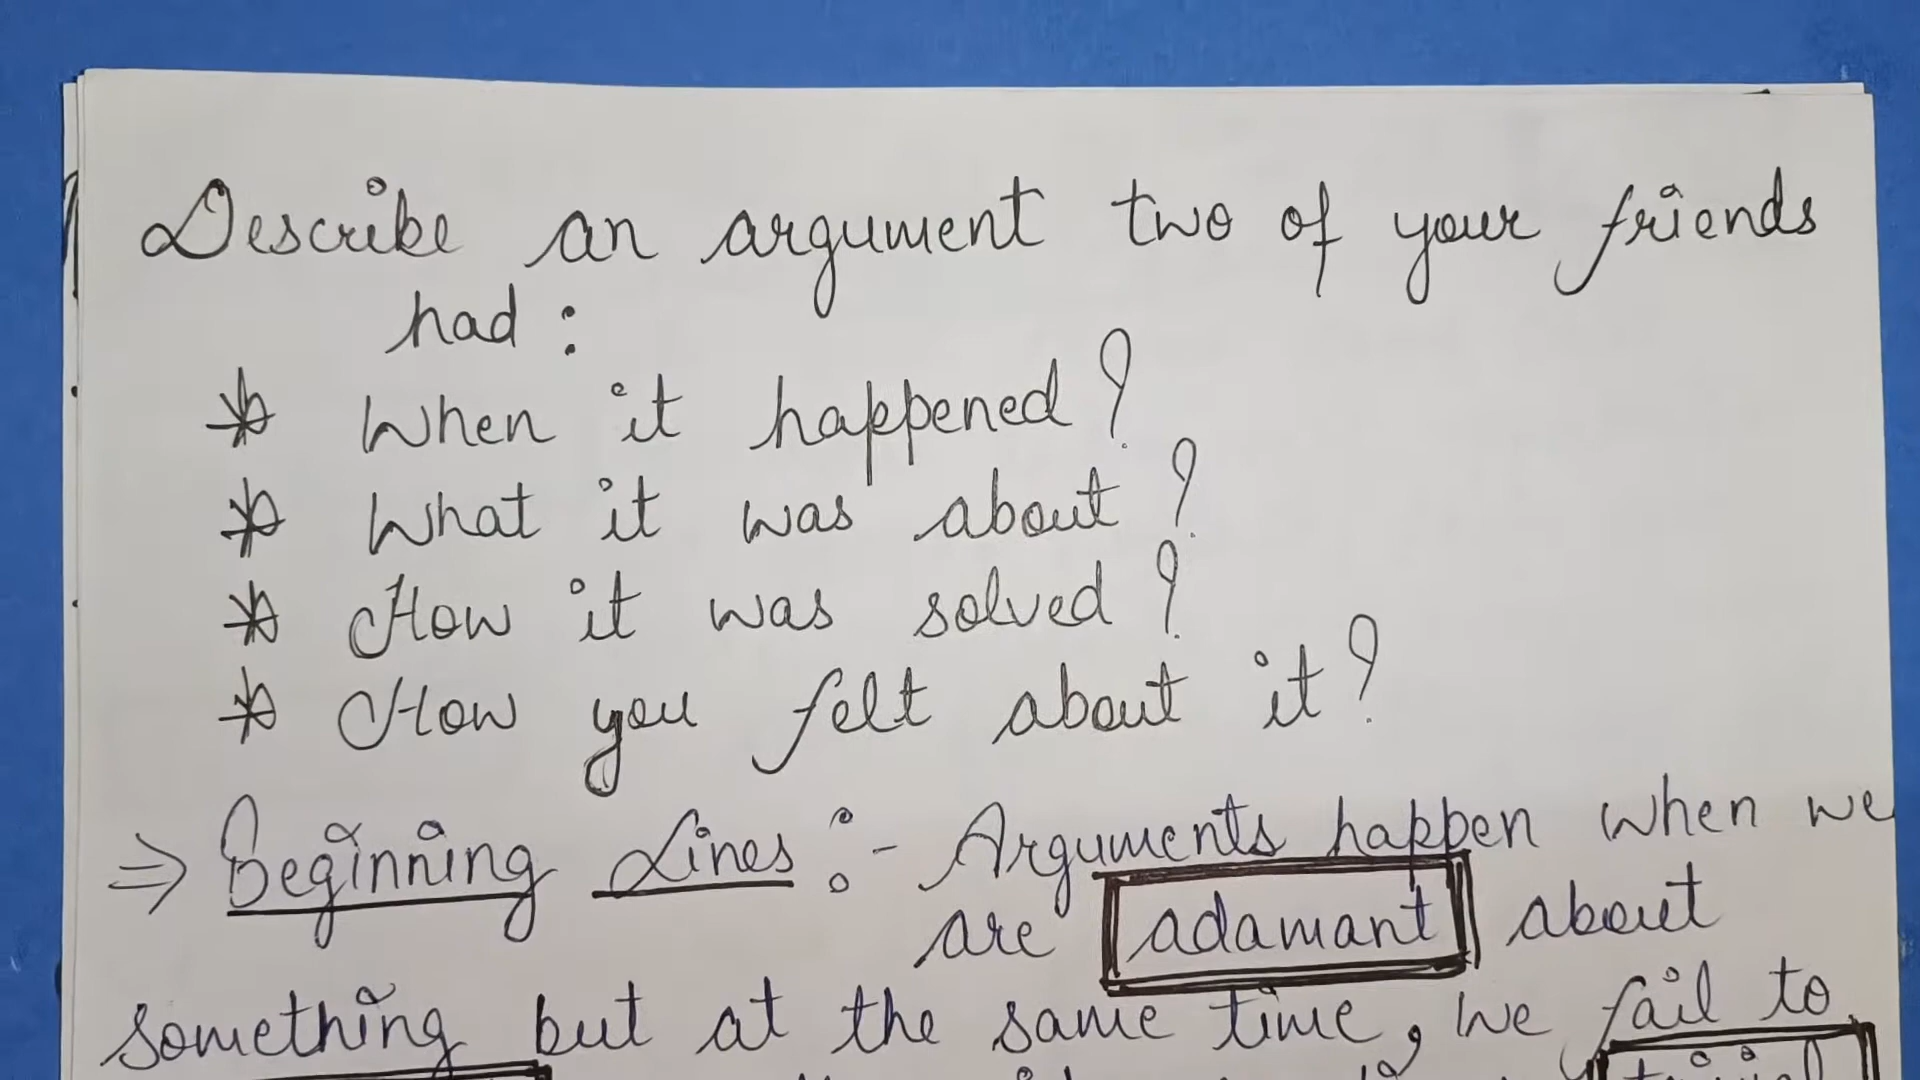 Describe an argument two of your friends
had :
* When it happened ?
* What it was about ?
* How it was solved ?
* How you felt about it ?
⇒ Beginning Lines :- Arguments happen when we
are adamant about
something but at the same time, we fail to
trivial